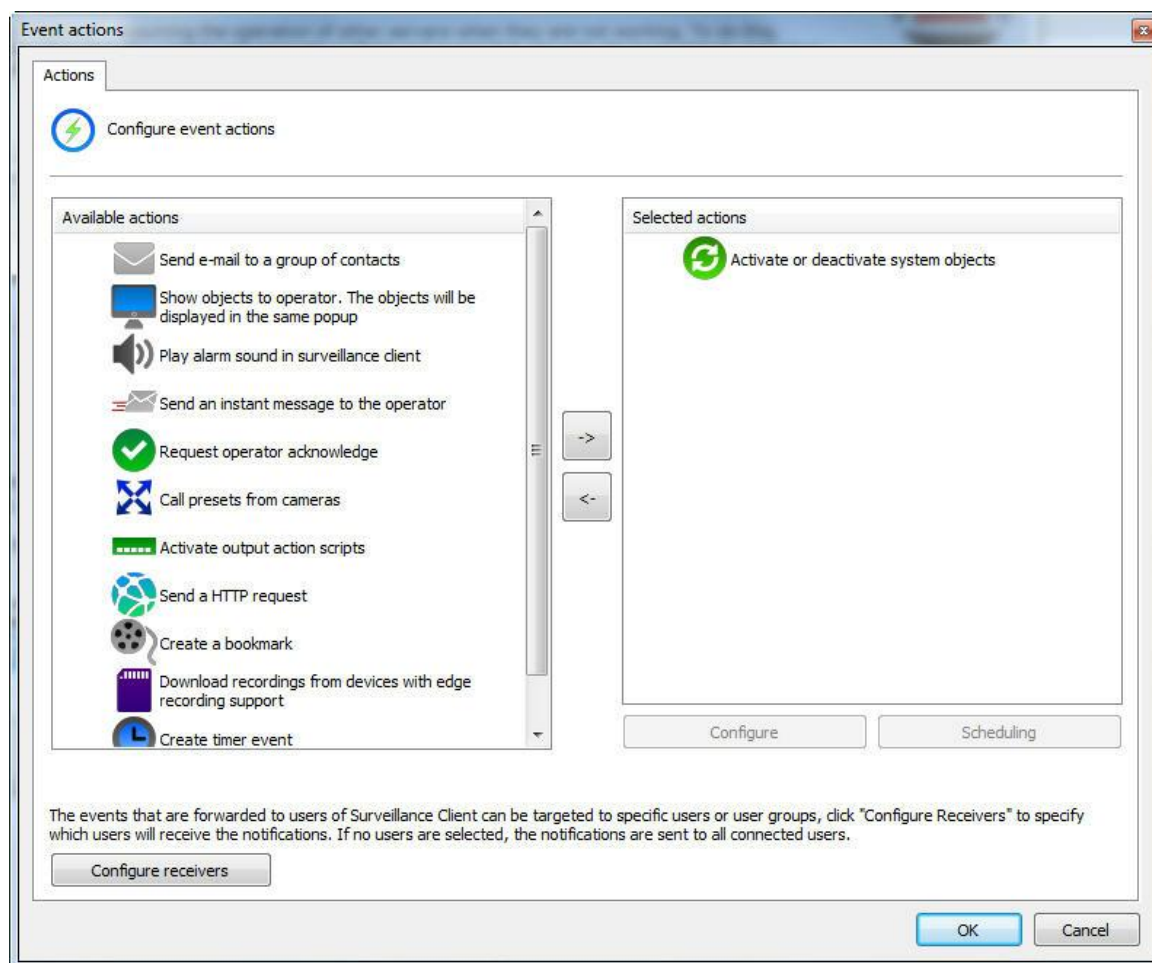 Event actions
Actions
Configure event actions
Available actions
Send e-mail to a group of contacts
Show objects to operator. The objects will be
displayed in the same popup
Play alarm sound in surveillance client
Send an instant message to the operator
Request operator acknowledge
Call presets from cameras
Activate output action scripts
Send a HTTP request
Create a bookmark
Download recordings from devices with edge
recording support
Create timer event
->
<-
Selected actions
Activate or deactivate system objects
Configure
Scheduling
The events that are forwarded to users of Surveillance Client can be targeted to specific users or user groups, click "Configure Receivers" to specify
which users will receive the notifications. If no users are selected, the notifications are sent to all connected users.
Configure receivers
OK
Cancel